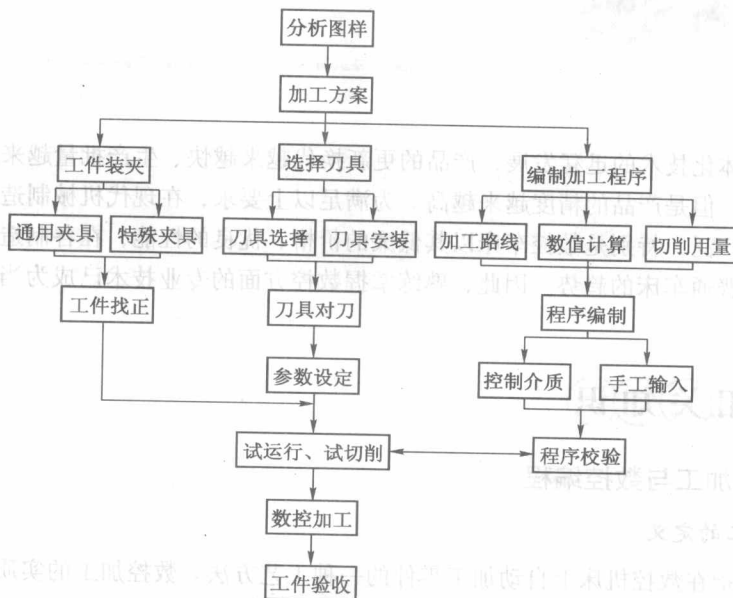 分析图样
加工方案
工件装夹 选择刀具 编制加工程序
通用夹具 特殊夹具 刀具选择 刀具安装 加工路线 数值计算 切削用量
工件找正 刀具对刀 程序编制
参数设定 控制介质 手工输入
试运行、试切削 程序校验
数控加工
工件验收